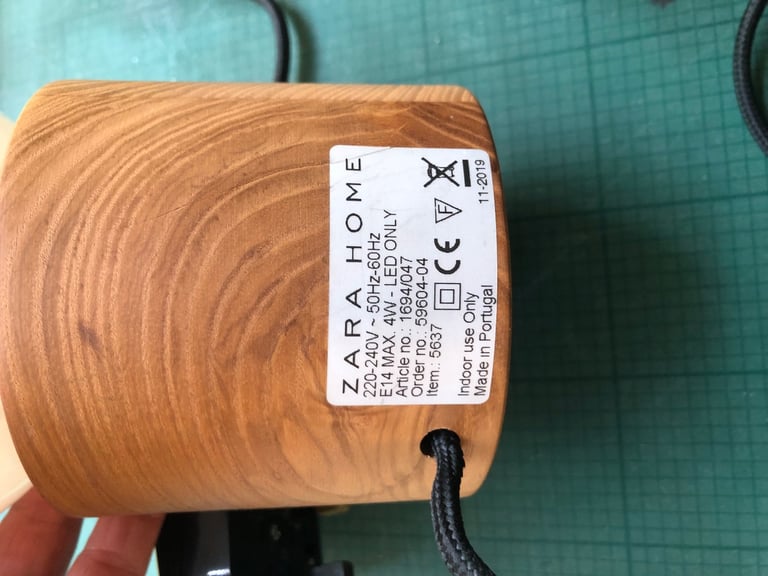 ZARA HOME
220-240V ~ 50Hz-60Hz
E14 MAX. 4W - LED ONLY
Article no.: 1694/047
Order no.: 59604-04
Item.: 5637
CE
F
Indoor use Only
Made in Portugal
11-2019